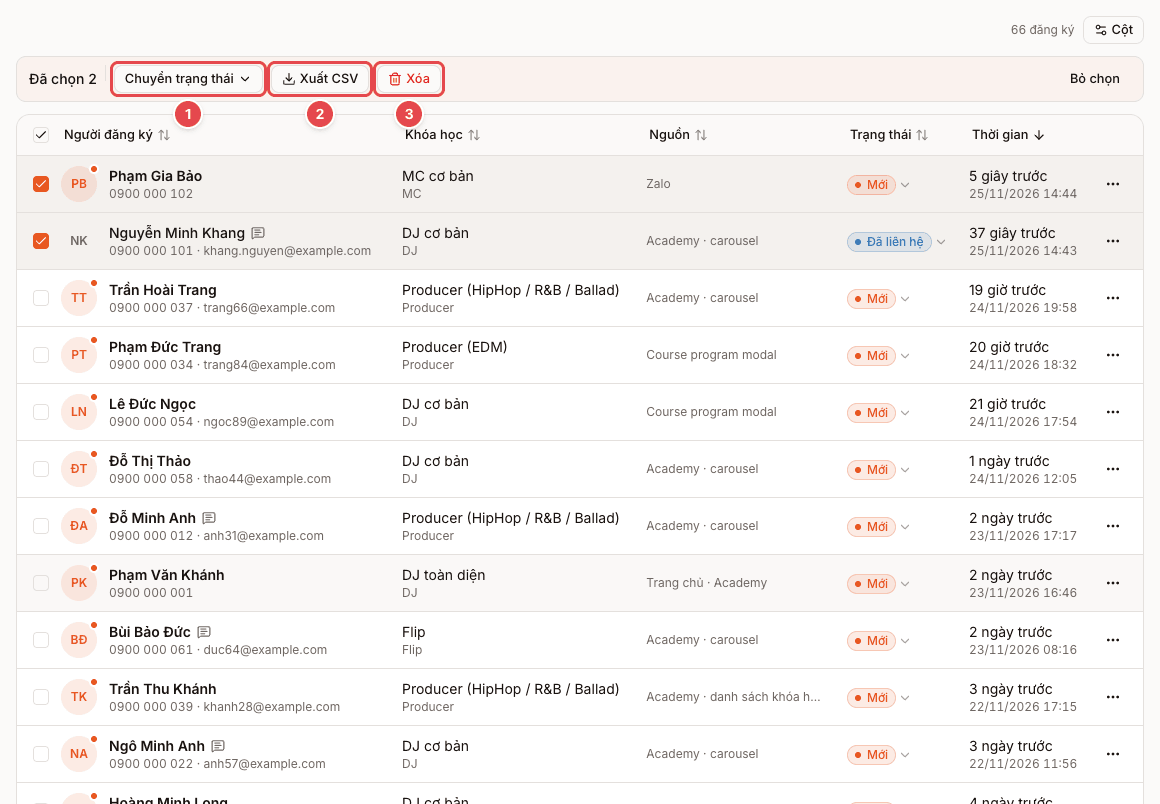 66 đăng ký
Cột
Đã chọn 2
Chuyển trạng thái
Xuất CSV
Xóa
Bỏ chọn
1
2
3
Người đăng ký
Khóa học
Nguồn
Trạng thái
Thời gian
PB
Phạm Gia Bảo
0900 000 102
MC cơ bản
MC
Zalo
Mới
5 giây trước
25/11/2026 14:44
NK
Nguyễn Minh Khang
0900 000 101 · khang.nguyen@example.com
DJ cơ bản
DJ
Academy · carousel
Đã liên hệ
37 giây trước
25/11/2026 14:43
TT
Trần Hoài Trang
0900 000 037 · trang66@example.com
Producer (HipHop / R&B / Ballad)
Producer
Academy · carousel
Mới
19 giờ trước
24/11/2026 19:58
PT
Phạm Đức Trang
0900 000 034 · trang84@example.com
Producer (EDM)
Producer
Course program modal
Mới
20 giờ trước
24/11/2026 18:32
LN
Lê Đức Ngọc
0900 000 054 · ngoc89@example.com
DJ cơ bản
DJ
Course program modal
Mới
21 giờ trước
24/11/2026 17:54
ĐT
Đỗ Thị Thảo
0900 000 058 · thao44@example.com
DJ cơ bản
DJ
Academy · carousel
Mới
1 ngày trước
24/11/2026 12:05
ĐA
Đỗ Minh Anh
0900 000 012 · anh31@example.com
Producer (HipHop / R&B / Ballad)
Producer
Academy · carousel
Mới
2 ngày trước
23/11/2026 17:17
PK
Phạm Văn Khánh
0900 000 001
DJ toàn diện
DJ
Trang chủ · Academy
Mới
2 ngày trước
23/11/2026 16:46
BĐ
Bùi Bảo Đức
0900 000 061 · duc64@example.com
Flip
Flip
Academy · carousel
Mới
2 ngày trước
23/11/2026 08:16
TK
Trần Thu Khánh
0900 000 039 · khanh28@example.com
Producer (HipHop / R&B / Ballad)
Producer
Academy · danh sách khóa h...
Mới
3 ngày trước
22/11/2026 17:15
NA
Ngô Minh Anh
0900 000 022 · anh57@example.com
DJ cơ bản
DJ
Academy · carousel
Mới
3 ngày trước
22/11/2026 11:56
Hoàng Minh Long
DJ cơ bản
4 ngày trước